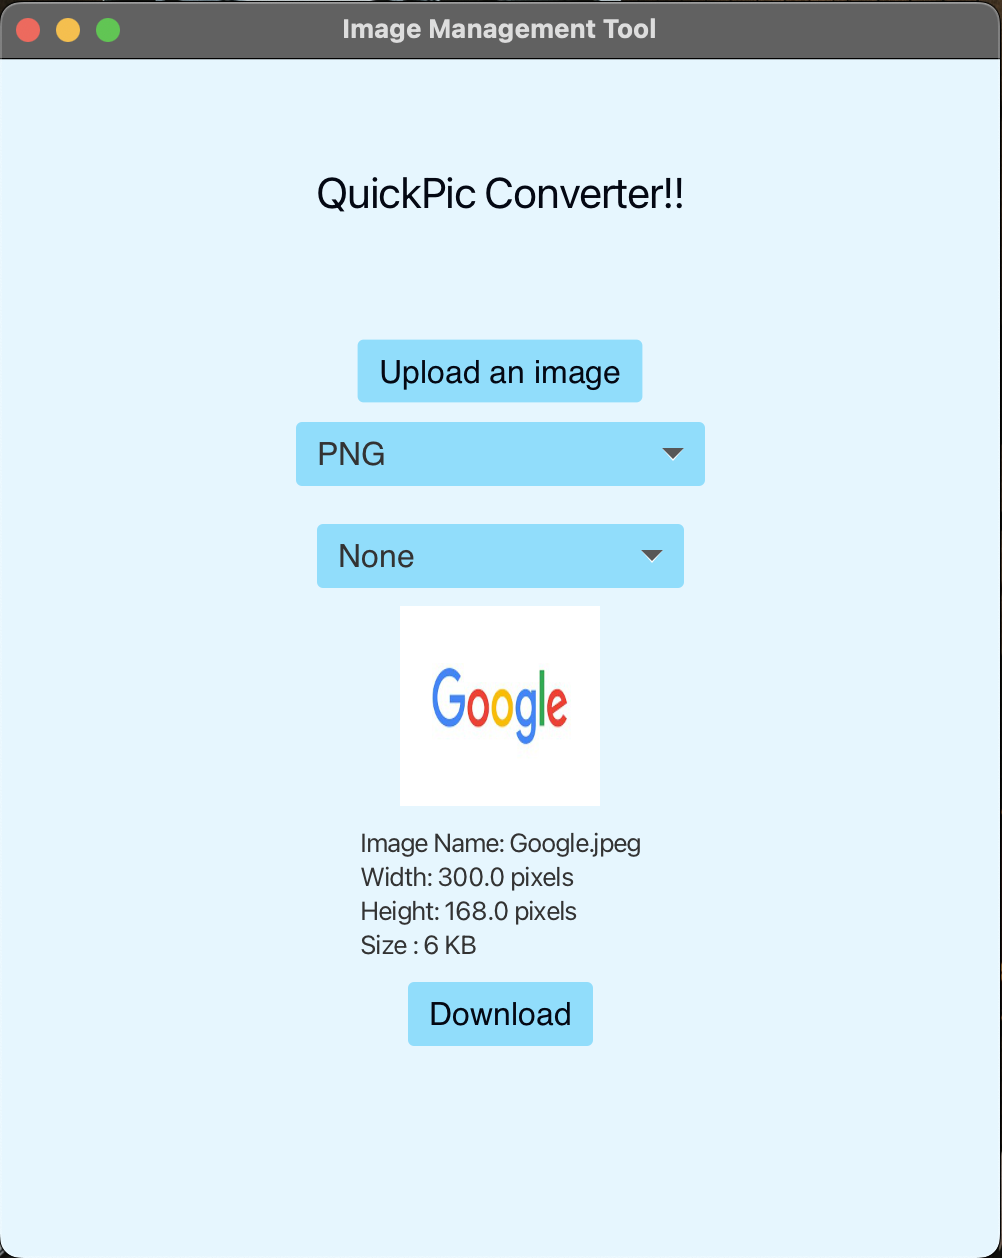 Image Management Tool
QuickPic Converter!!
Upload an image
PNG
None
Google
Image Name: Google.jpeg
Width: 300.0 pixels
Height: 168.0 pixels
Size : 6 KB
Download